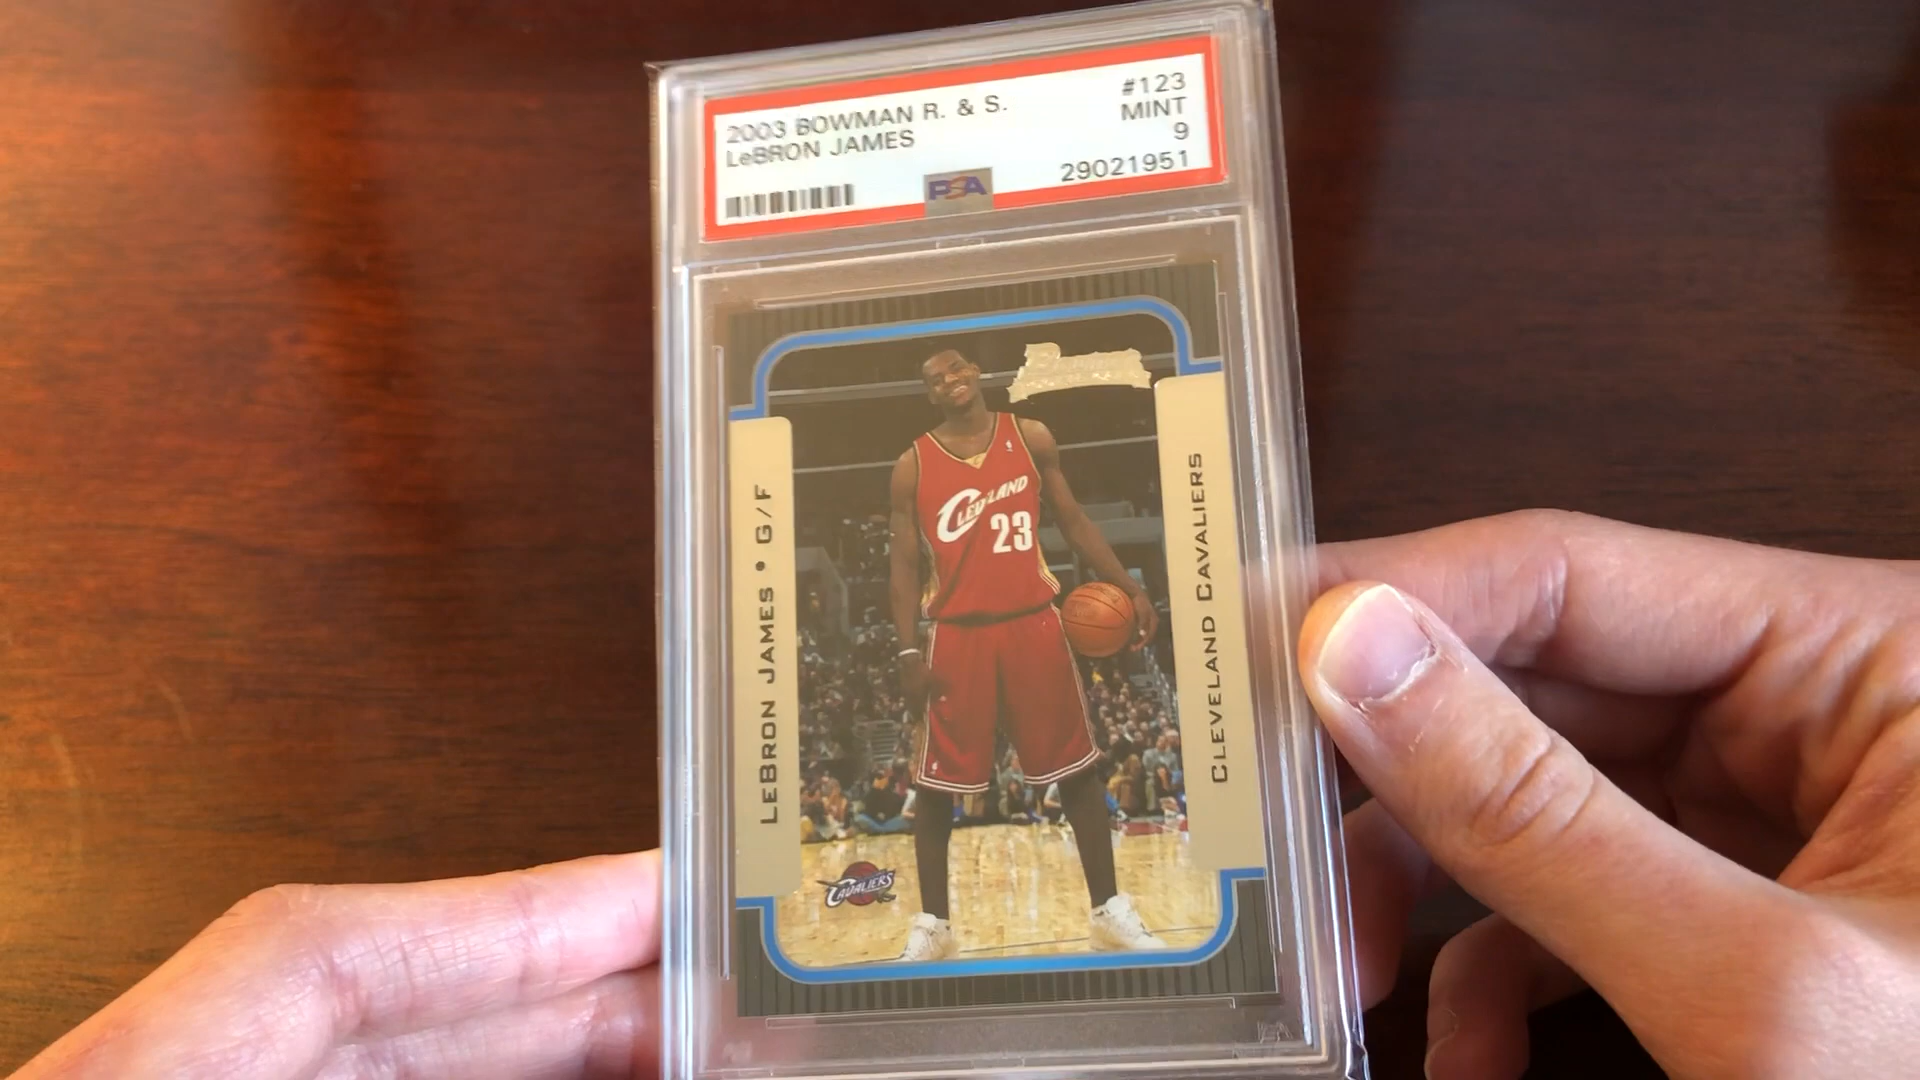 2003 BOWMAN R. & S.
#123
LeBRON JAMES
MINT
9
PSA
29021951
LEBRON JAMES • G/F
CLEVELAND CAVALIERS
CLEVELAND
23
CAVALIERS